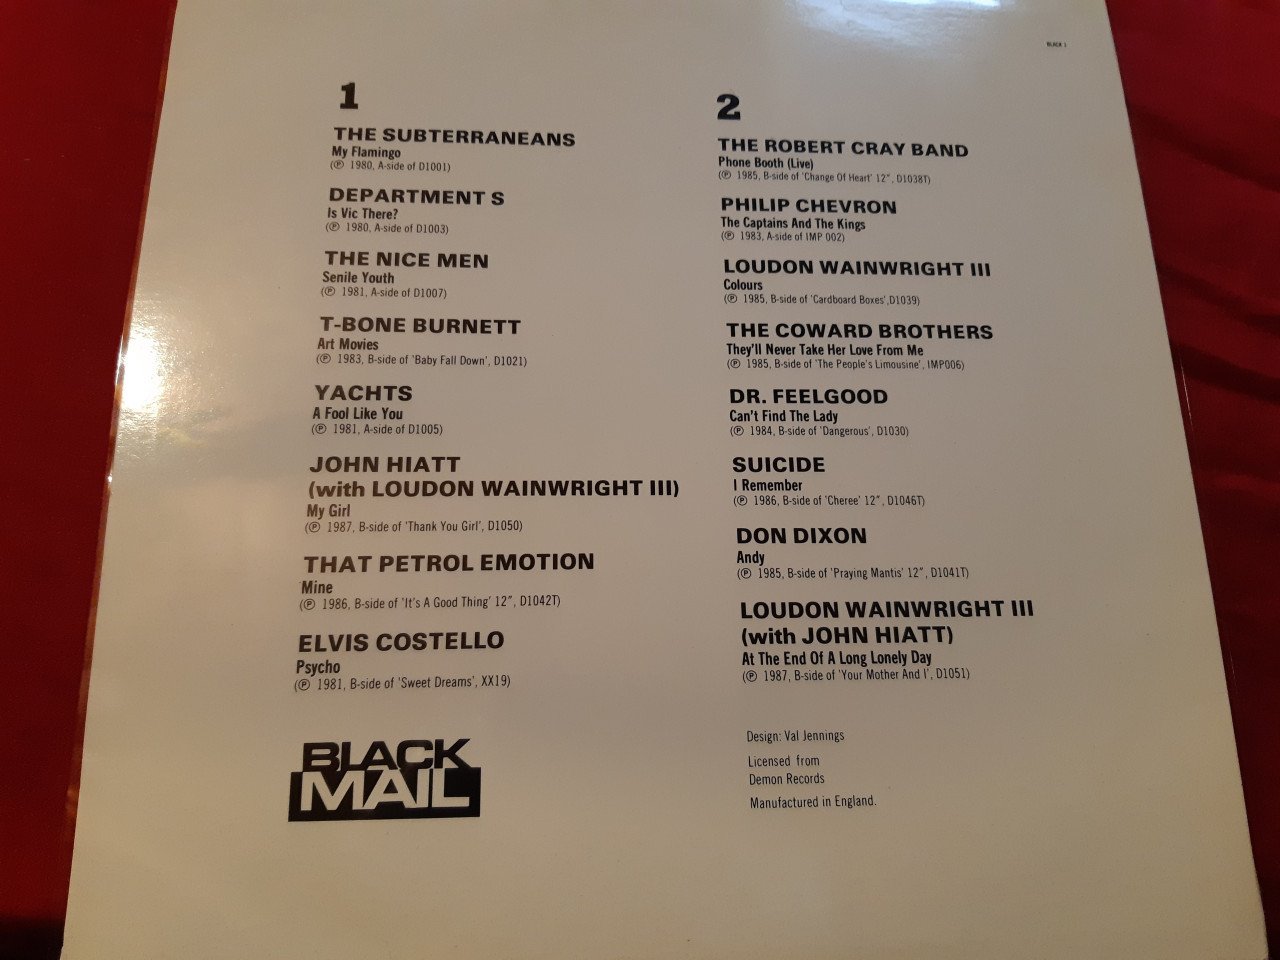 BLACK 1
1
THE SUBTERRANEANS
My Flamingo
(℗ 1980, A-side of D1001)
DEPARTMENT S
Is Vic There?
(℗ 1980, A-side of D1003)
THE NICE MEN
Senile Youth
(℗ 1981, A-side of D1007)
T-BONE BURNETT
Art Movies
(℗ 1983, B-side of 'Baby Fall Down', D1021)
YACHTS
A Fool Like You
(℗ 1981, A-side of D1005)
JOHN HIATT
(with LOUDON WAINWRIGHT III)
My Girl
(℗ 1987, B-side of 'Thank You Girl', D1050)
THAT PETROL EMOTION
Mine
(℗ 1986, B-side of 'It's A Good Thing' 12", D1042T)
ELVIS COSTELLO
Psycho
(℗ 1981, B-side of 'Sweet Dreams', XX19)
BLACK
MAIL
2
THE ROBERT CRAY BAND
Phone Booth (Live)
(℗ 1985, B-side of 'Change Of Heart' 12", D1038T)
PHILIP CHEVRON
The Captains And The Kings
(℗ 1983, A-side of IMP 002)
LOUDON WAINWRIGHT III
Colours
(℗ 1985, B-side of 'Cardboard Boxes',D1039)
THE COWARD BROTHERS
They'll Never Take Her Love From Me
(℗ 1985, B-side of 'The People's Limousine', IMP006)
DR. FEELGOOD
Can't Find The Lady
(℗ 1984, B-side of 'Dangerous', D1030)
SUICIDE
I Remember
(℗ 1986, B-side of 'Cheree' 12", D1046T)
DON DIXON
Andy
(℗ 1985, B-side of 'Praying Mantis' 12", D1041T)
LOUDON WAINWRIGHT III
(with JOHN HIATT)
At The End Of A Long Lonely Day
(℗ 1987, B-side of 'Your Mother And I', D1051)
Design: Val Jennings
Licensed from
Demon Records
Manufactured in England.